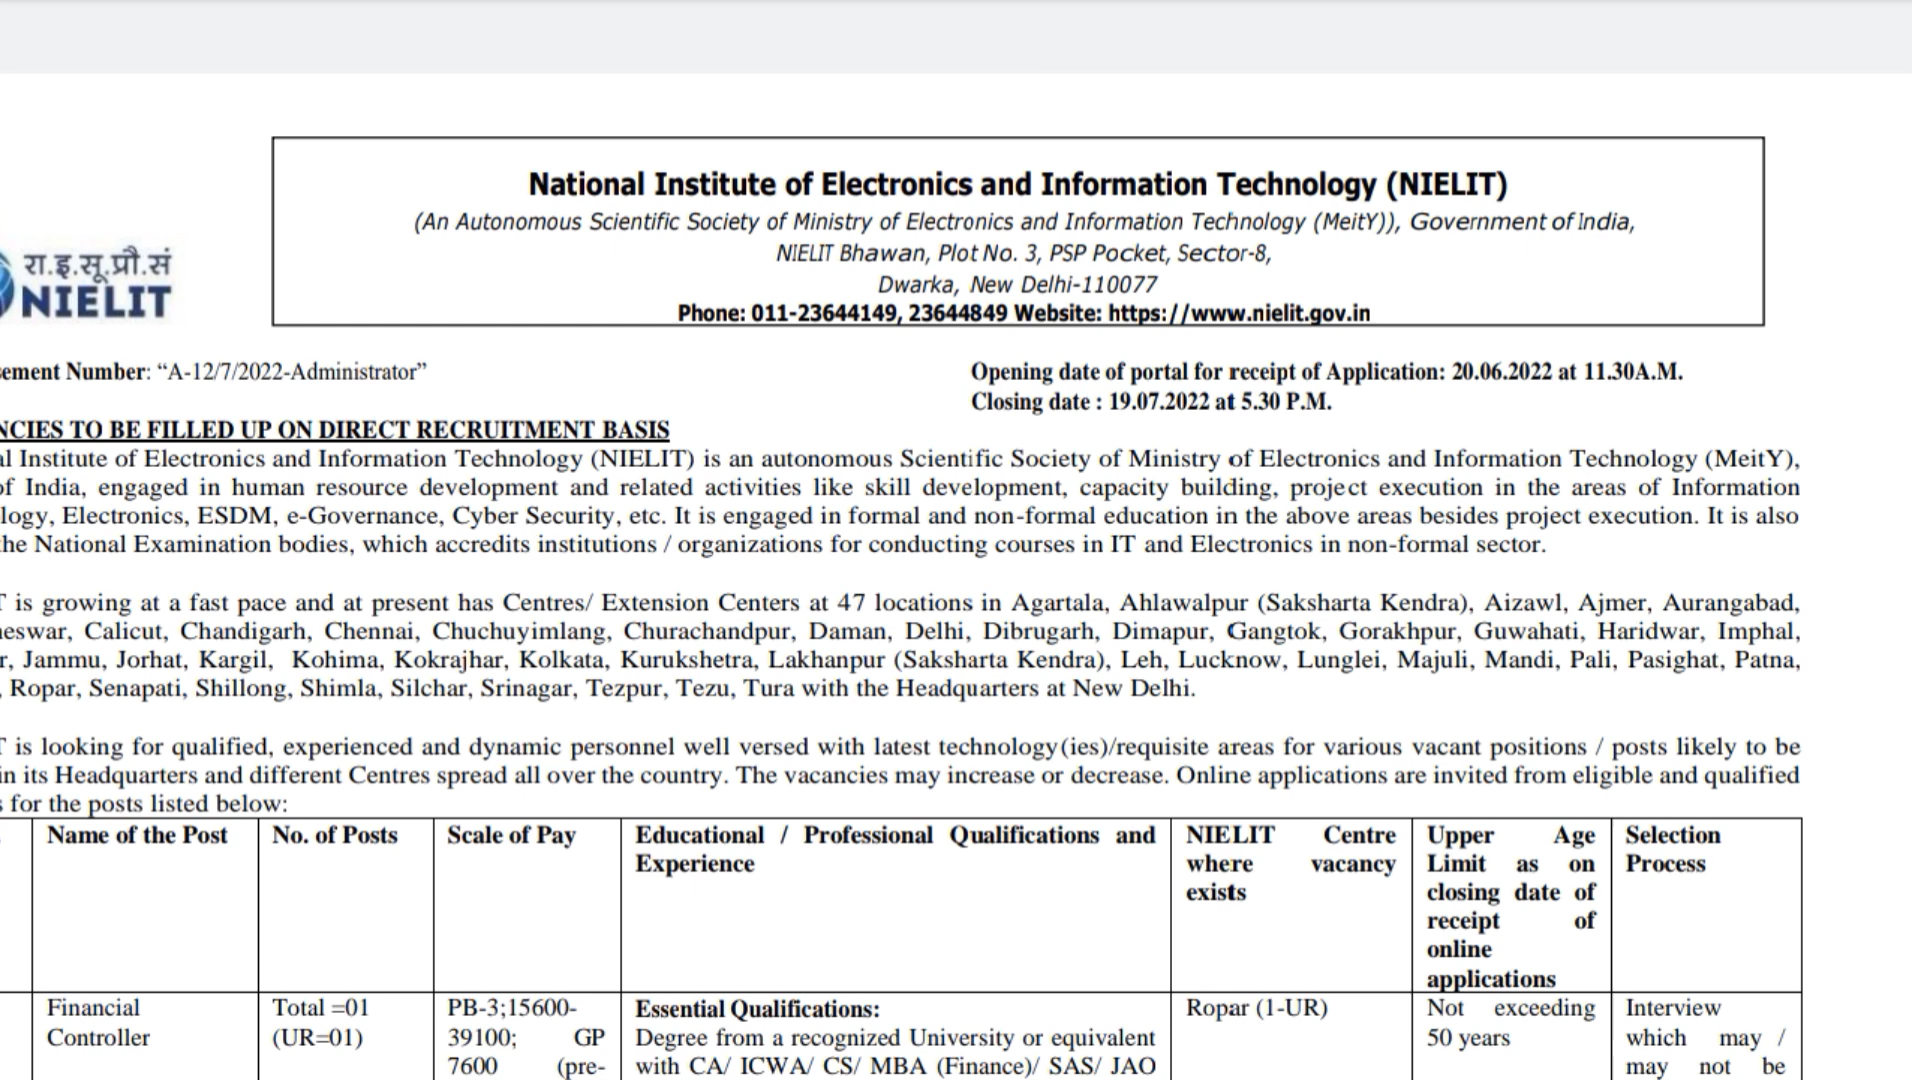 National Institute of Electronics and Information Technology (NIELIT)
(An Autonomous Scientific Society of Ministry of Electronics and Information Technology (MeitY)), Government of India,
NIELIT Bhawan, Plot No. 3, PSP Pocket, Sector-8,
Dwarka, New Delhi-110077
Phone: 011-23644149, 23644849 Website: https://www.nielit.gov.in
रा.इ.सू.प्रौ.सं
NIELIT
ement Number: “A-12/7/2022-Administrator”
Opening date of portal for receipt of Application: 20.06.2022 at 11.30A.M.
Closing date : 19.07.2022 at 5.30 P.M.
NCIES TO BE FILLED UP ON DIRECT RECRUITMENT BASIS
al Institute of Electronics and Information Technology (NIELIT) is an autonomous Scientific Society of Ministry of Electronics and Information Technology (MeitY),
of India, engaged in human resource development and related activities like skill development, capacity building, project execution in the areas of Information
logy, Electronics, ESDM, e-Governance, Cyber Security, etc. It is engaged in formal and non-formal education in the above areas besides project execution. It is also
he National Examination bodies, which accredits institutions / organizations for conducting courses in IT and Electronics in non-formal sector.
T is growing at a fast pace and at present has Centres/ Extension Centers at 47 locations in Agartala, Ahlawalpur (Saksharta Kendra), Aizawl, Ajmer, Aurangabad,
eswar, Calicut, Chandigarh, Chennai, Chuchuyimlang, Churachandpur, Daman, Delhi, Dibrugarh, Dimapur, Gangtok, Gorakhpur, Guwahati, Haridwar, Imphal,
r, Jammu, Jorhat, Kargil, Kohima, Kokrajhar, Kolkata, Kurukshetra, Lakhanpur (Saksharta Kendra), Leh, Lucknow, Lunglei, Majuli, Mandi, Pali, Pasighat, Patna,
, Ropar, Senapati, Shillong, Shimla, Silchar, Srinagar, Tezpur, Tezu, Tura with the Headquarters at New Delhi.
T is looking for qualified, experienced and dynamic personnel well versed with latest technology(ies)/requisite areas for various vacant positions / posts likely to be
in its Headquarters and different Centres spread all over the country. The vacancies may increase or decrease. Online applications are invited from eligible and qualified
s for the posts listed below:
Name of the Post
No. of Posts
Scale of Pay
Educational / Professional Qualifications and
Experience
NIELIT Centre
where vacancy
exists
Upper Age
Limit as on
closing date of
receipt of
online
applications
Selection
Process
Financial
Controller
Total =01
(UR=01)
PB-3;15600-
39100; GP
7600 (pre-
Essential Qualifications:
Degree from a recognized University or equivalent
with CA/ ICWA/ CS/ MBA (Finance)/ SAS/ JAO
Ropar (1-UR)
Not exceeding
50 years
Interview
which may /
may not be